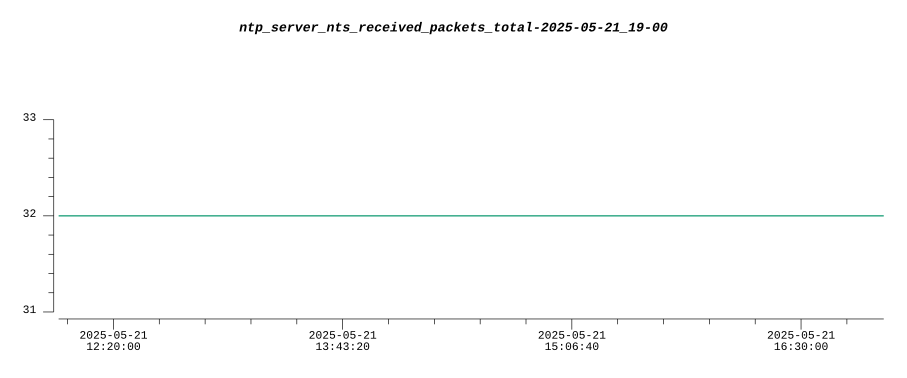 ntp_server_nts_received_packets_total-2025-05-21_19-00
33
32
31
2025-05-21 2025-05-21 2025-05-21 2025-05-21
12:20:00 13:43:20 15:06:40 16:30:00